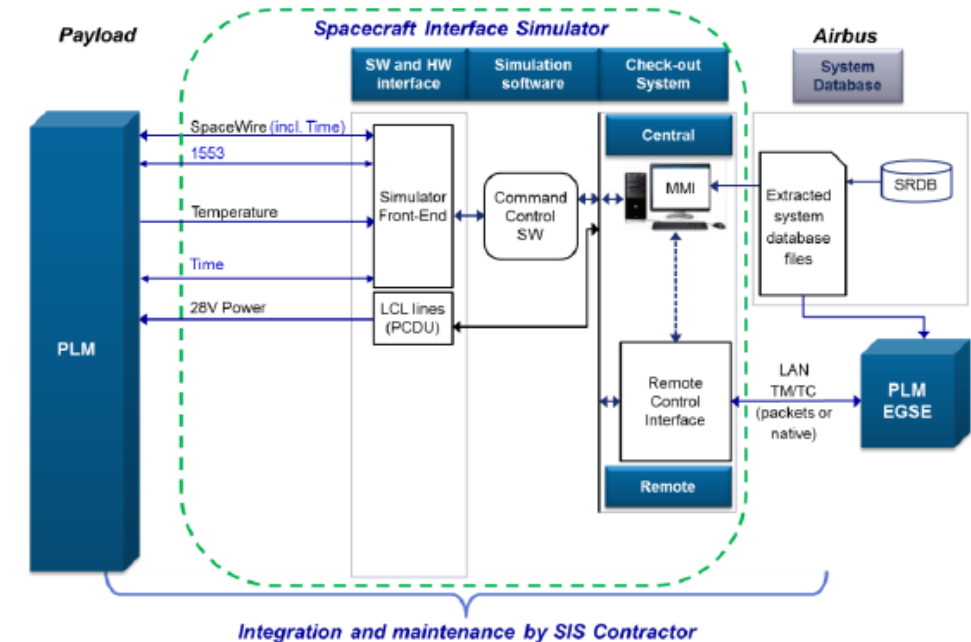 Payload
Spacecraft Interface Simulator
Airbus
SW and HW
interface
Simulation
software
Check-out
System
System
Database
SpaceWire (incl. Time)
1553
Temperature
Time
28V Power
PLM
Simulator
Front-End
LCL lines
(PCDU)
Command
Control
SW
Central
MMI
Remote
Control
Interface
Remote
Extracted
system
database
files
SRDB
LAN
TM/TC
(packets or
native)
PLM
EGSE
Integration and maintenance by SIS Contractor